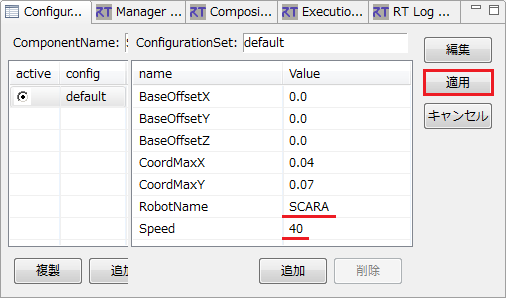 Configur... RT Manager ... RT Composi... RT Executio... RT RT Log ...
ComponentName: ConfigurationSet: default
編集
active config name Value
適用
default BaseOffsetX 0.0
BaseOffsetY 0.0
キャンセル
BaseOffsetZ 0.0
CoordMaxX 0.04
CoordMaxY 0.07
RobotName SCARA
Speed 40
複製 追加 追加 削除